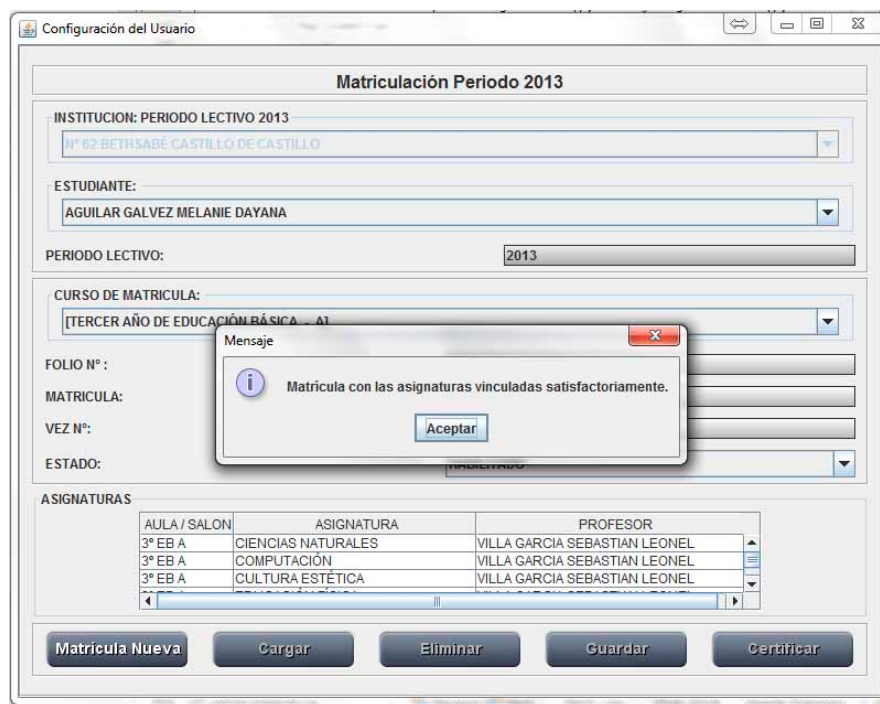 Configuración del Usuario
Matriculación Periodo 2013
INSTITUCION: PERIODO LECTIVO 2013
N° 62 BETHSABÉ CASTILLO DE CASTILLO
ESTUDIANTE:
AGUILAR GALVEZ MELANIE DAYANA
PERIODO LECTIVO: 2013
CURSO DE MATRICULA:
[TERCER AÑO DE EDUCACIÓN BÁSICA - A]
Mensaje
Matrícula con las asignaturas vinculadas satisfactoriamente.
Aceptar
FOLIO N° :
MATRICULA:
VEZ N°:
ESTADO: HABILITADO
ASIGNATURAS
AULA / SALON ASIGNATURA PROFESOR
3° EB A CIENCIAS NATURALES VILLA GARCIA SEBASTIAN LEONEL
3° EB A COMPUTACIÓN VILLA GARCIA SEBASTIAN LEONEL
3° EB A CULTURA ESTÉTICA VILLA GARCIA SEBASTIAN LEONEL
Matrícula Nueva Cargar Eliminar Guardar Certificar